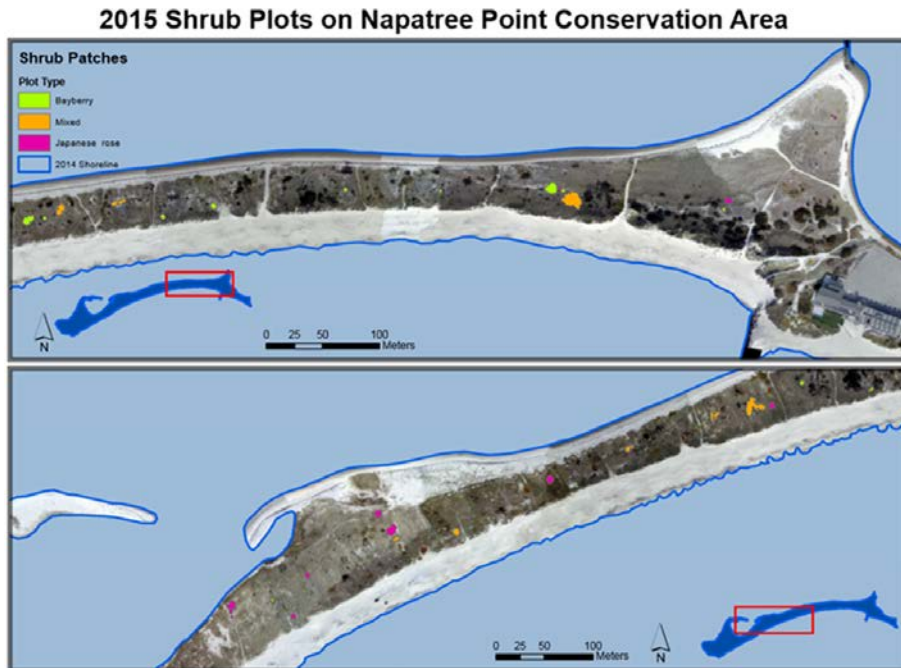 2015 Shrub Plots on Napatree Point Conservation Area
Shrub Patches
Plot Type
Bayberry
Mixed
Japanese rose
2014 Shoreline
N
0 25 50 100
Meters
N
0 25 50 100
Meters